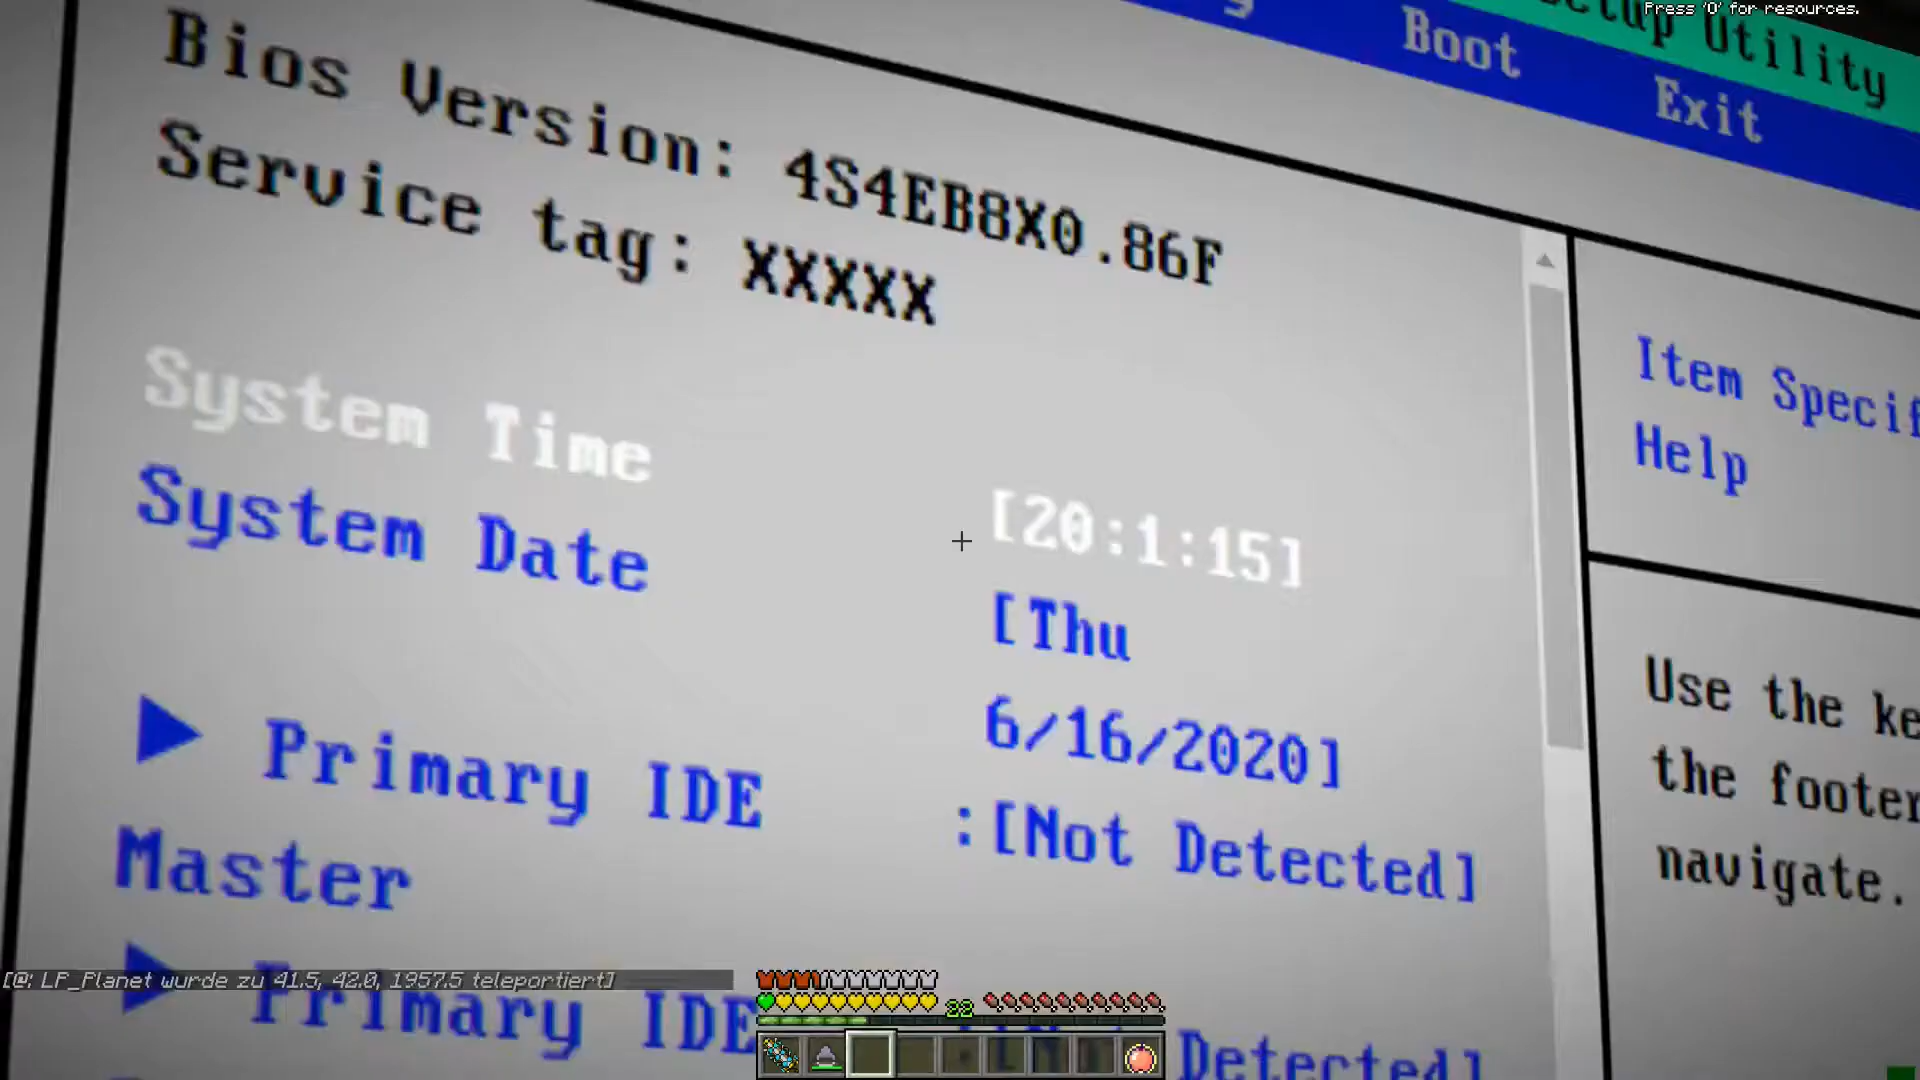 Press 'O' for resources.
Setup Utility
Boot Exit
Bios Version: 4S4EB8X0.86F
Service tag: XXXXX
System Time [20:1:15]
System Date [Thu
6/16/2020]
Primary IDE :[Not Detected]
Master
Primary IDE
Detected]
Item Specif
Help
Use the ke
the footer
navigate.
[@: LP_Planet wurde zu 41.5, 42.0, 1957.5 teleportiert]
22